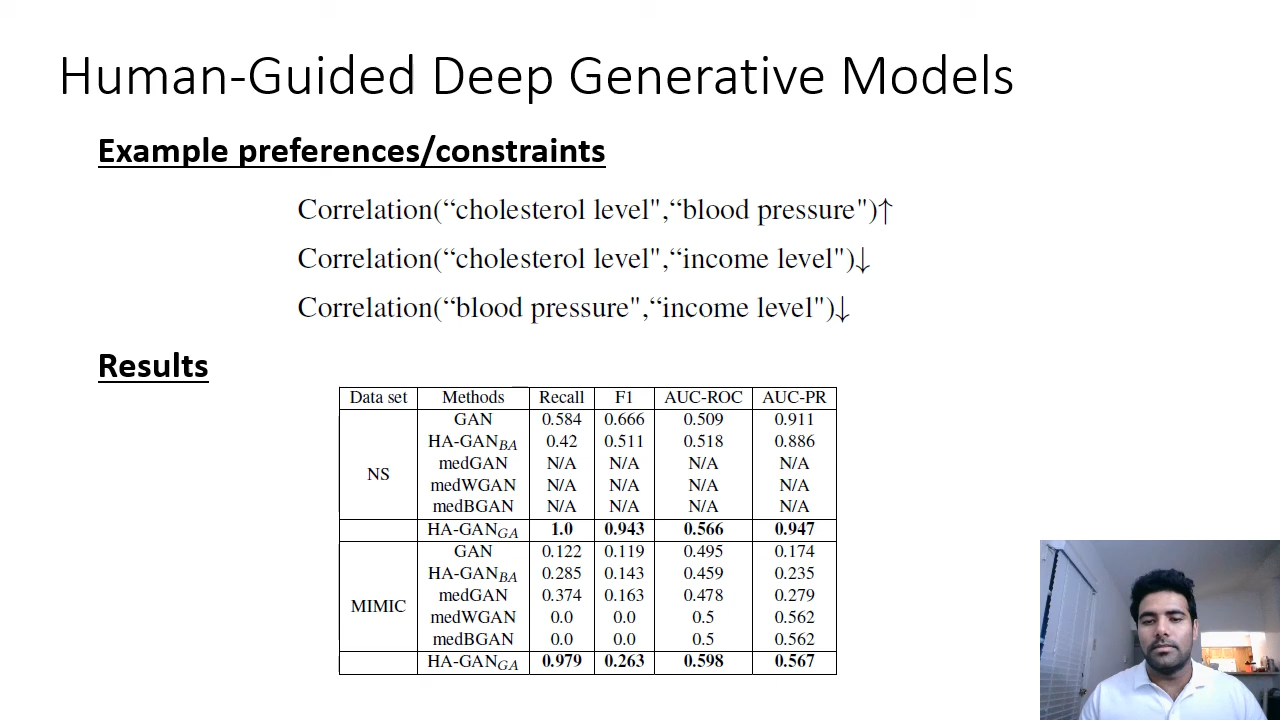 Human-Guided Deep Generative Models
Example preferences/constraints
Correlation(“cholesterol level",“blood pressure")↑
Correlation(“cholesterol level",“income level")↓
Correlation(“blood pressure",“income level")↓
Results
Data set Methods Recall F1 AUC-ROC AUC-PR
NS
GAN 0.584 0.666 0.509 0.911
HA-GAN_BA 0.42 0.511 0.518 0.886
medGAN N/A N/A N/A N/A
medWGAN N/A N/A N/A N/A
medBGAN N/A N/A N/A N/A
HA-GAN_GA 1.0 0.943 0.566 0.947
MIMIC
GAN 0.122 0.119 0.495 0.174
HA-GAN_BA 0.285 0.143 0.459 0.235
medGAN 0.374 0.163 0.478 0.279
medWGAN 0.0 0.0 0.5 0.562
medBGAN 0.0 0.0 0.5 0.562
HA-GAN_GA 0.979 0.263 0.598 0.567